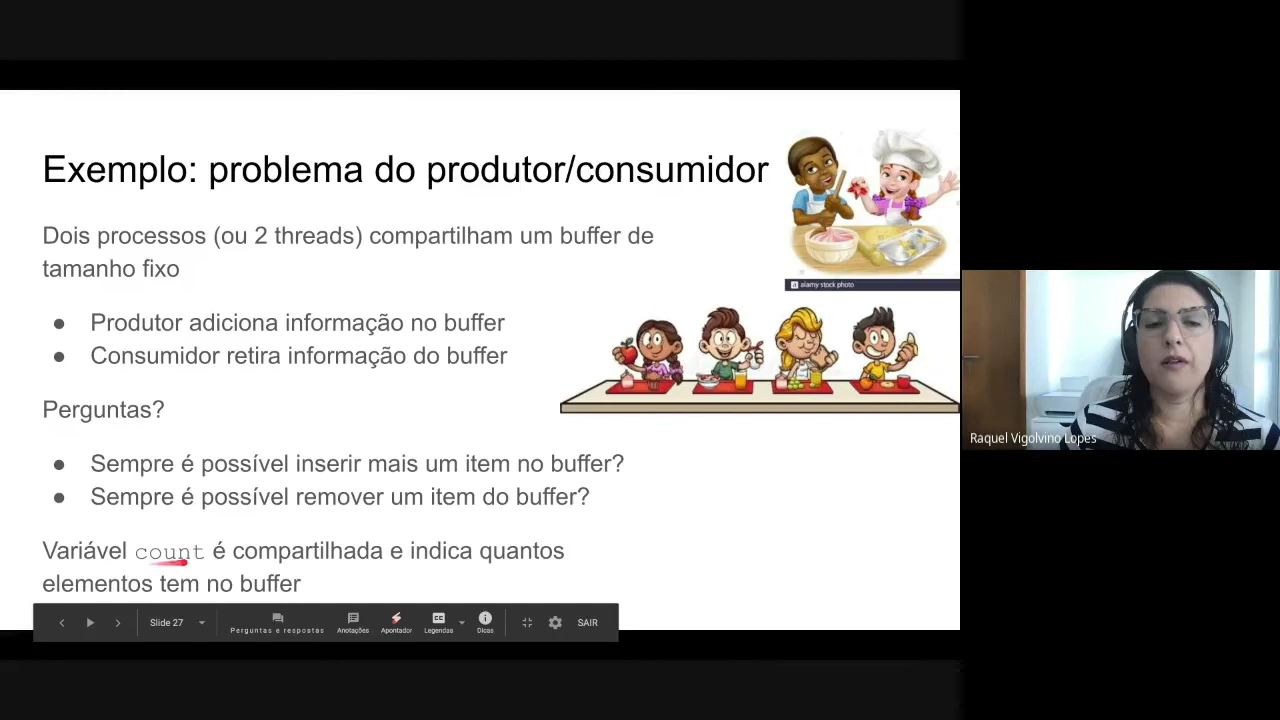 Exemplo: problema do produtor/consumidor
Dois processos (ou 2 threads) compartilham um buffer de
tamanho fixo
● Produtor adiciona informação no buffer
● Consumidor retira informação do buffer
Perguntas?
● Sempre é possível inserir mais um item no buffer?
● Sempre é possível remover um item do buffer?
Variável count é compartilhada e indica quantos
elementos tem no buffer
a alamy stock photo
Raquel Vigolvino Lopes
Slide 27
Perguntas e respostas
Anotações
Apontador
CC
Legendas
Dicas
SAIR